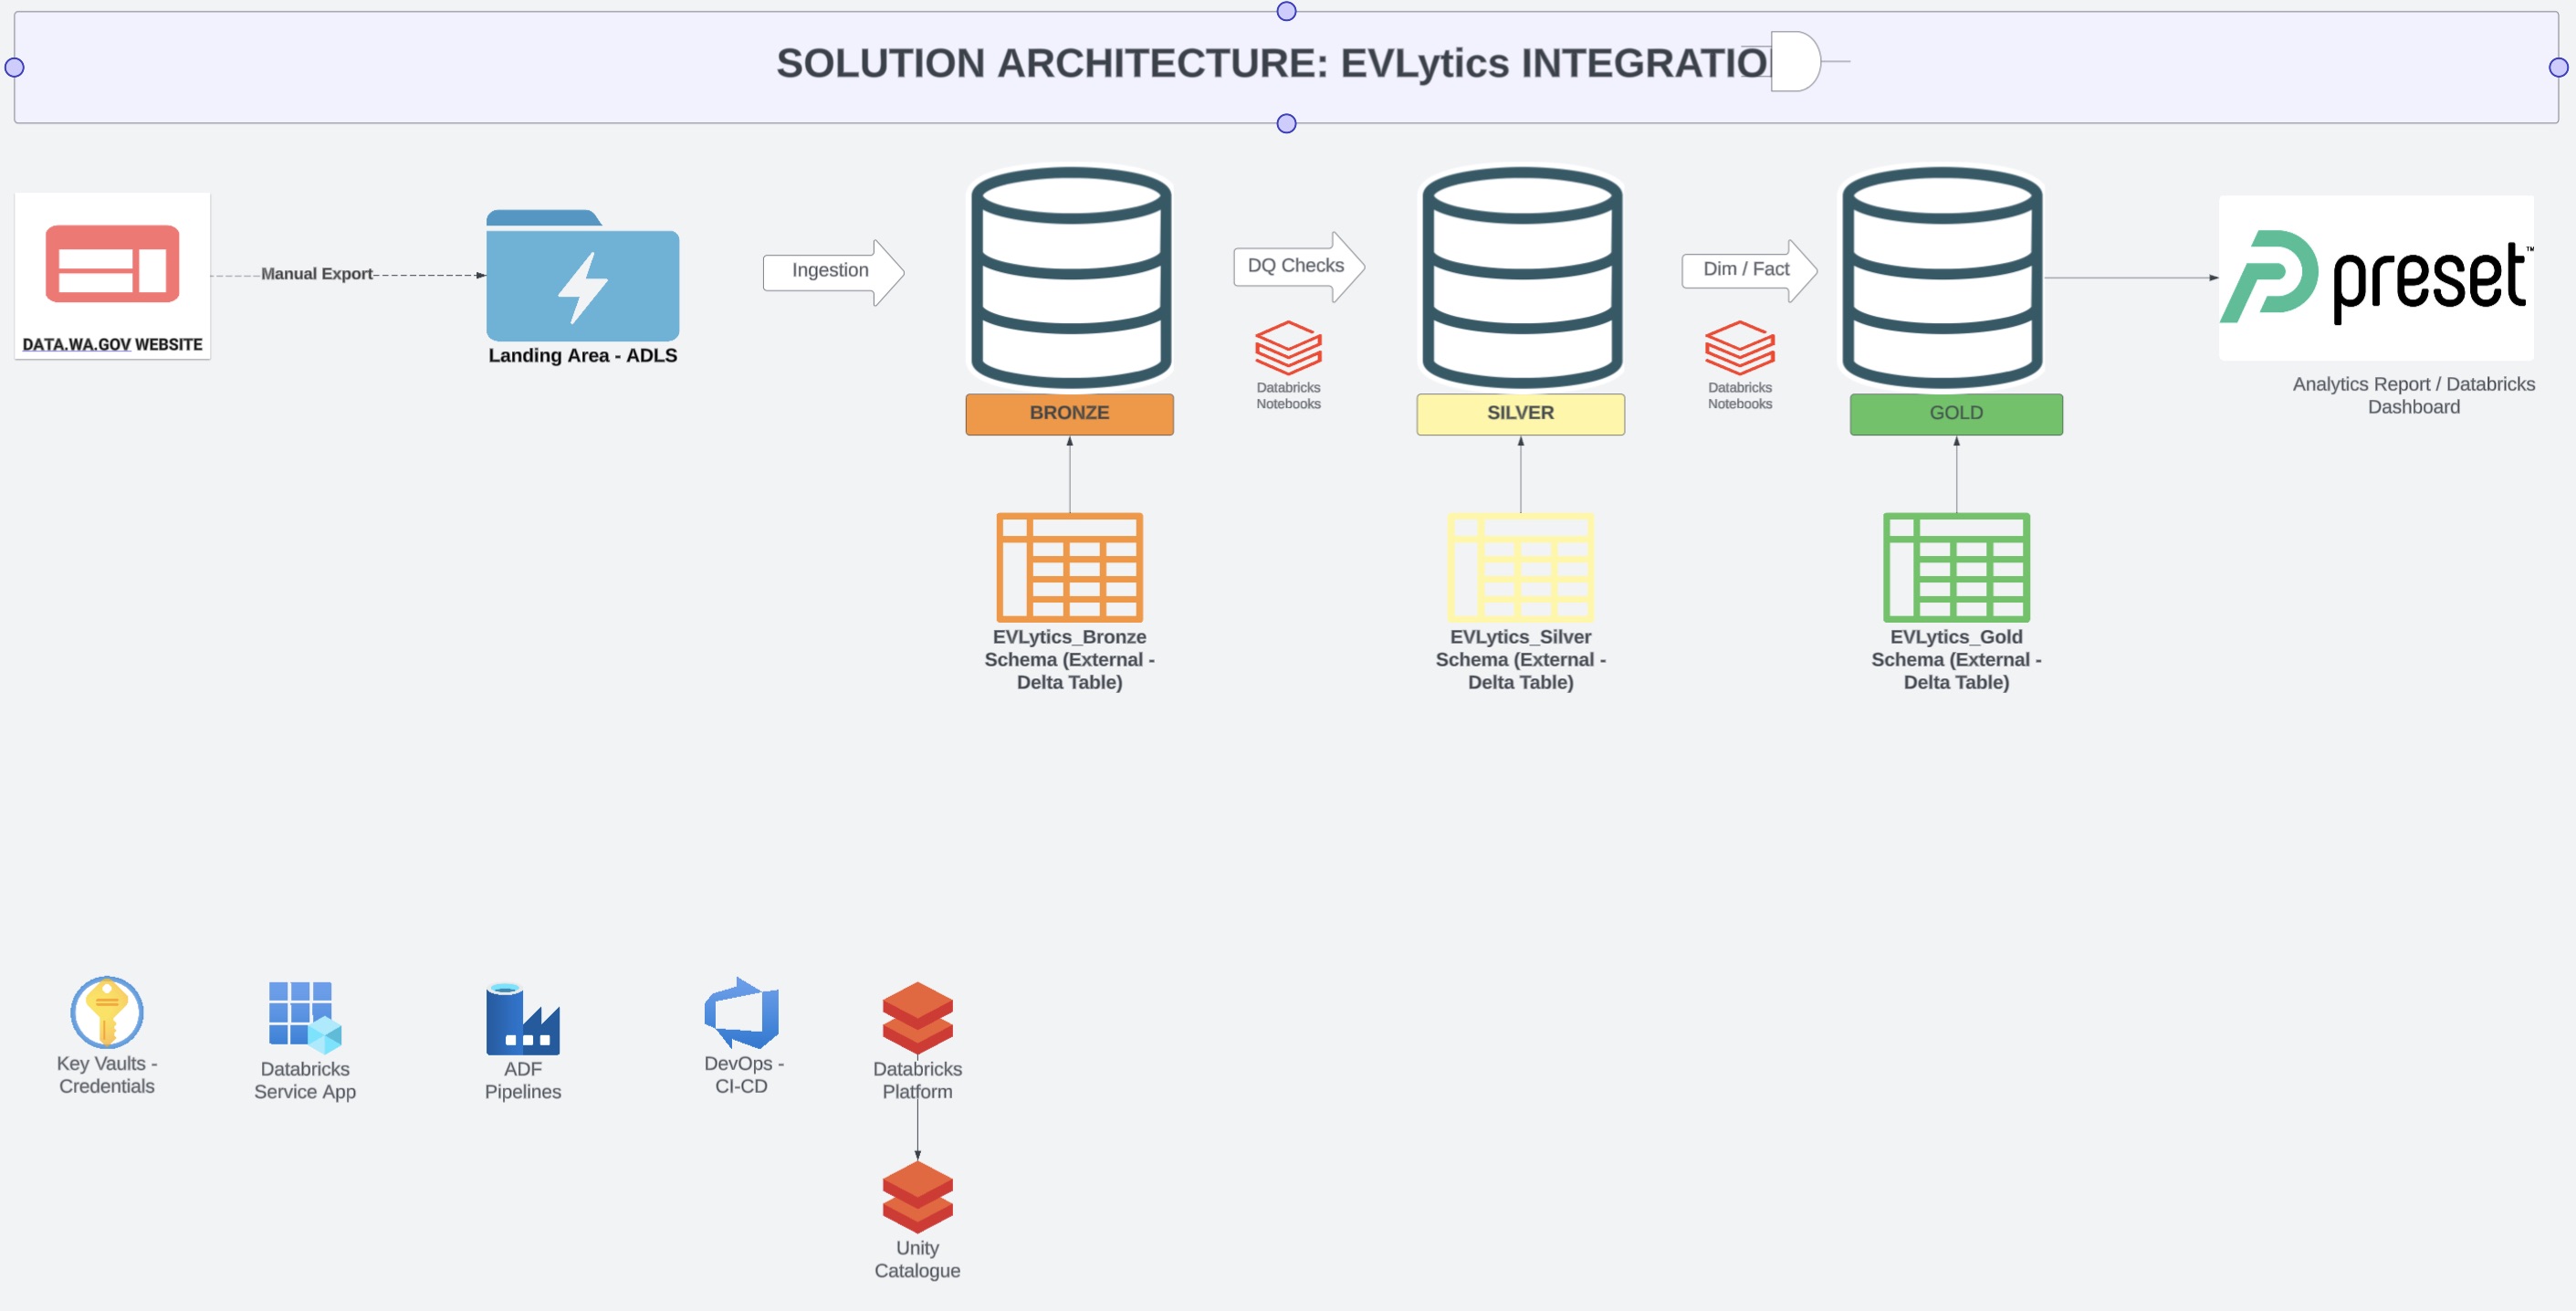 SOLUTION ARCHITECTURE: EVLytics INTEGRATIO
DATA.WA.GOV WEBSITE
Manual Export
Landing Area - ADLS
Ingestion
BRONZE
DQ Checks
Databricks
Notebooks
SILVER
Dim / Fact
Databricks
Notebooks
GOLD
preset™
Analytics Report / Databricks
Dashboard
EVLytics_Bronze
Schema (External -
Delta Table)
EVLytics_Silver
Schema (External -
Delta Table)
EVLytics_Gold
Schema (External -
Delta Table)
Key Vaults -
Credentials
Databricks
Service App
ADF
Pipelines
DevOps -
CI-CD
Databricks
Platform
Unity
Catalogue